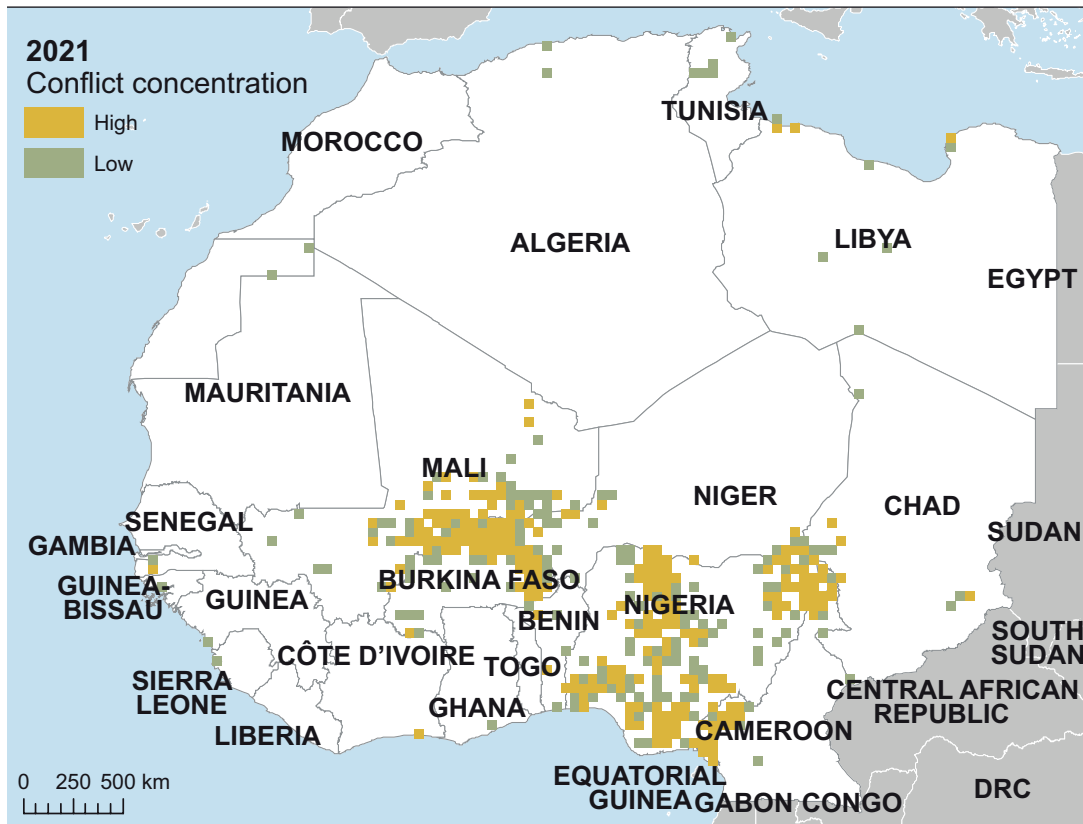 2021
Conflict concentration
High
Low
MOROCCO
TUNISIA
ALGERIA
LIBYA
EGYPT
MAURITANIA
MALI
NIGER
CHAD
SUDAN
SENEGAL
GAMBIA
GUINEA-
BISSAU
GUINEA
BURKINA FASO
BENIN
NIGERIA
SOUTH
SUDAN
CÔTE D'IVOIRE
TOGO
SIERRA
LEONE
GHANA
LIBERIA
CENTRAL AFRICAN
REPUBLIC
CAMEROON
EQUATORIAL
GUINEA
GABON
CONGO
DRC
0 250 500 km